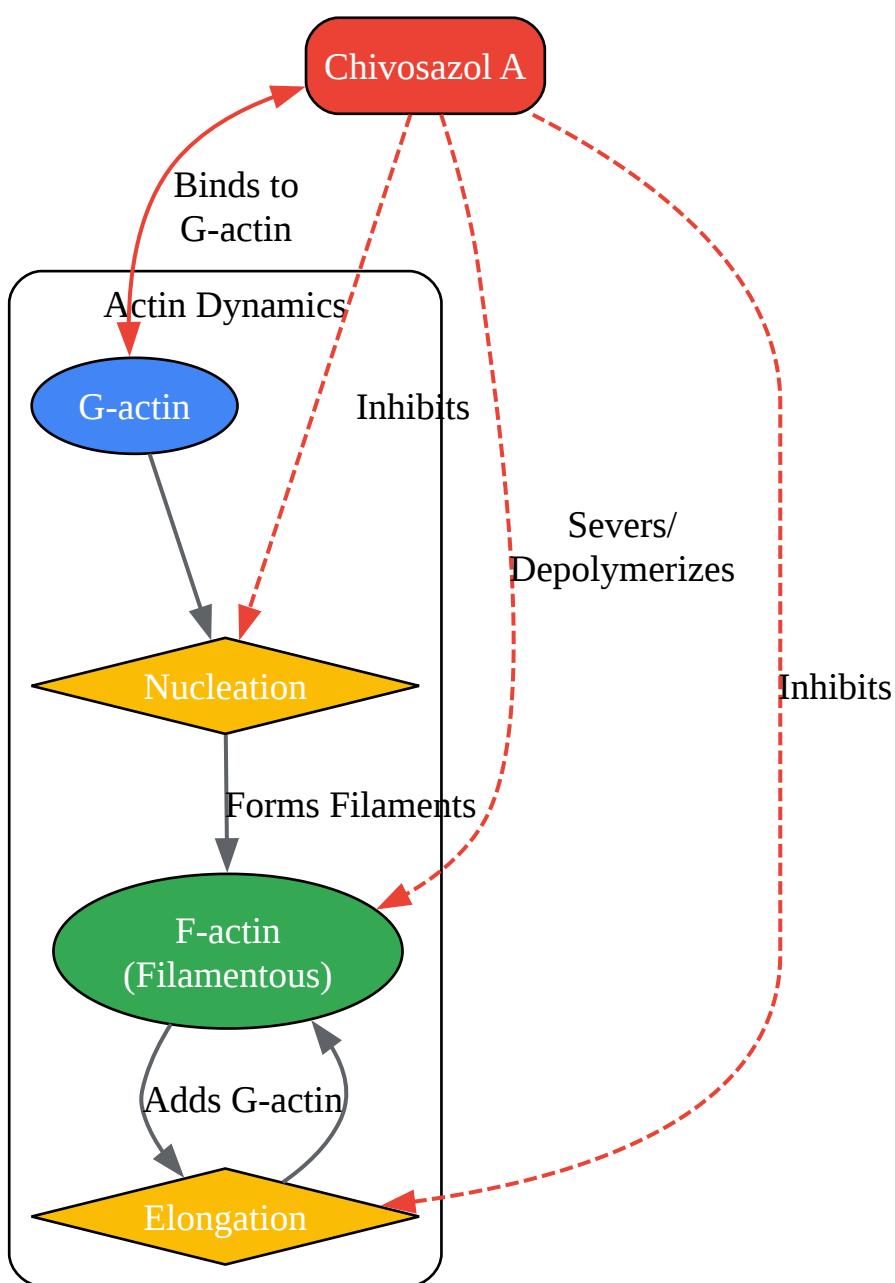 Chivosazol A
Binds to
G-actin
Actin Dynamics
G-actin
Inhibits
Severs/
Depolymerizes
Nucleation
Inhibits
Forms Filaments
F-actin
(Filamentous)
Adds G-actin
Elongation